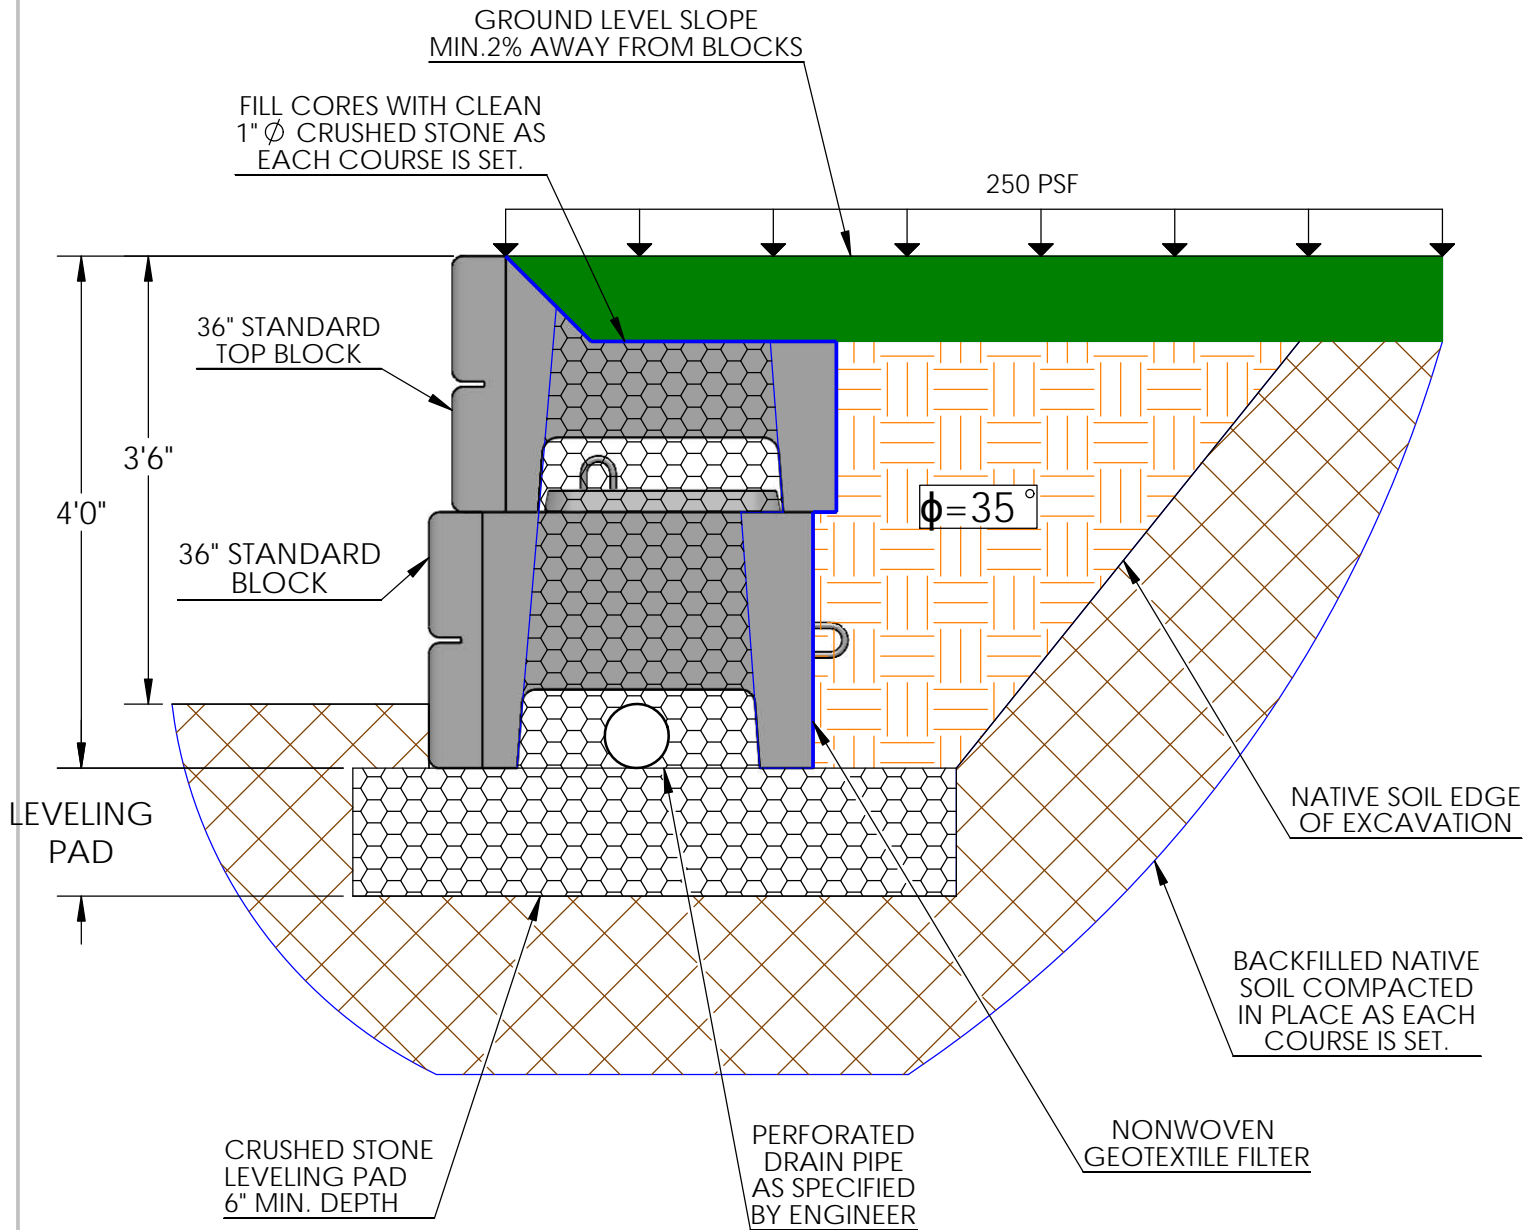 GROUND LEVEL SLOPE
MIN.2% AWAY FROM BLOCKS
FILL CORES WITH CLEAN
1"∅ CRUSHED STONE AS
EACH COURSE IS SET.
250 PSF
36" STANDARD
TOP BLOCK
3'6"
4'0"
ϕ=35°
36" STANDARD
BLOCK
LEVELING
PAD
NATIVE SOIL EDGE
OF EXCAVATION
BACKFILLED NATIVE
SOIL COMPACTED
IN PLACE AS EACH
COURSE IS SET.
CRUSHED STONE
LEVELING PAD
6" MIN. DEPTH
PERFORATED
DRAIN PIPE
AS SPECIFIED
BY ENGINEER
NONWOVEN
GEOTEXTILE FILTER